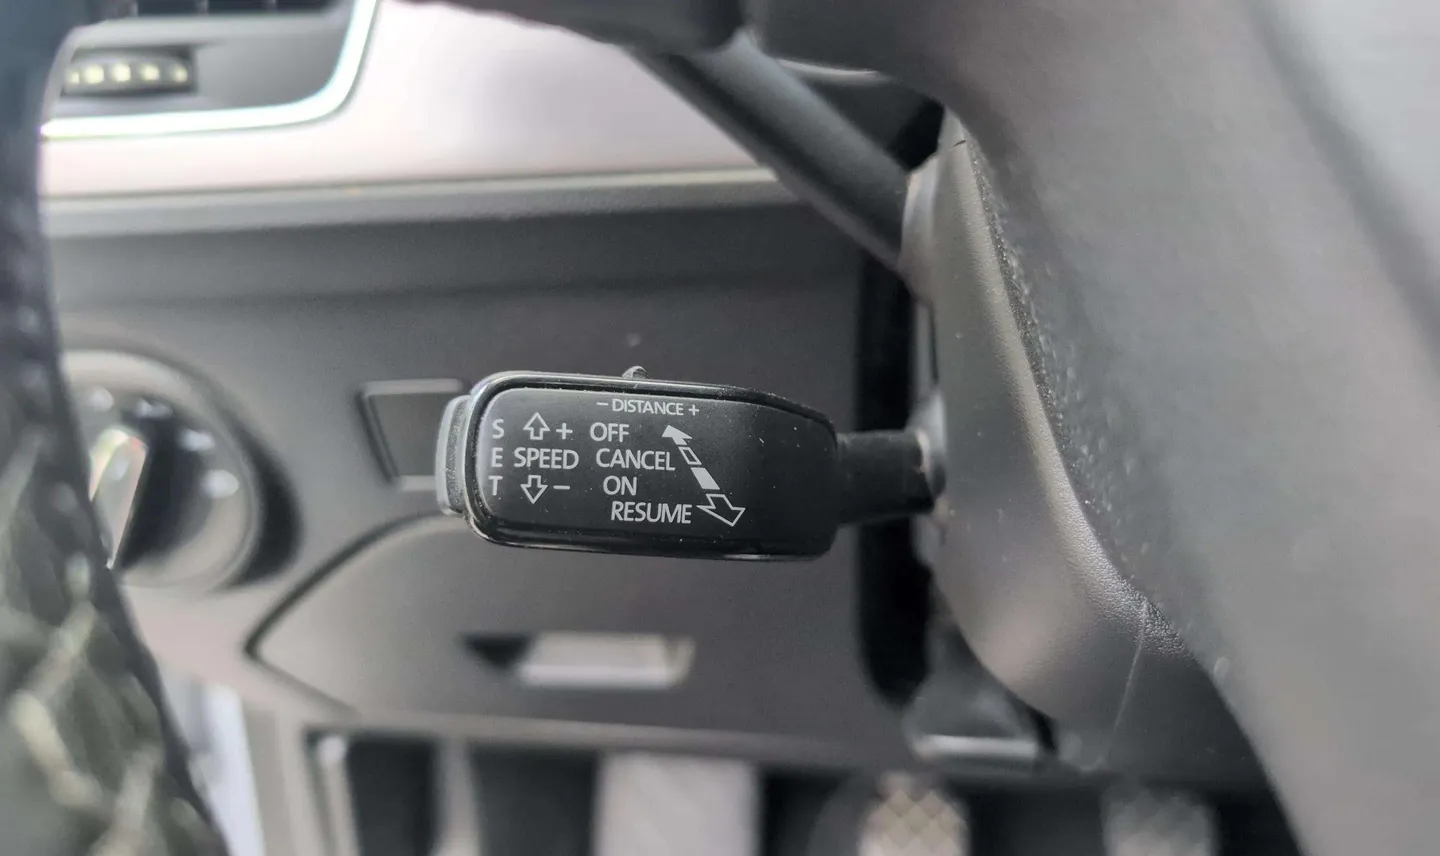 − DISTANCE +
S + OFF
E SPEED CANCEL
T − ON
RESUME